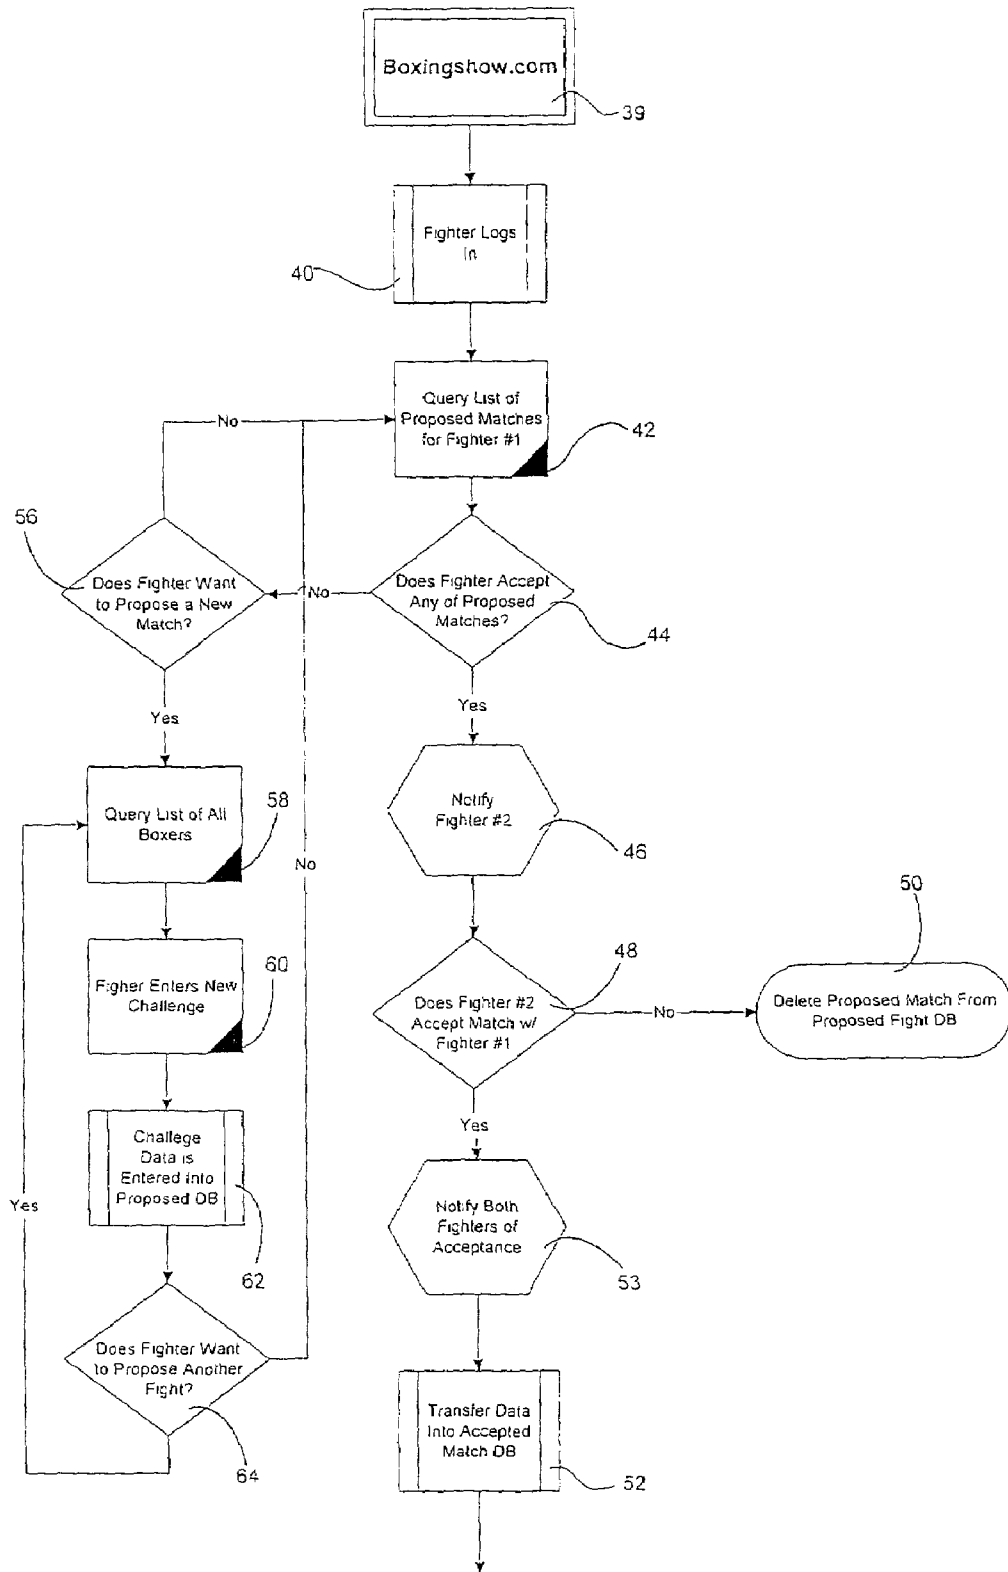 Boxingshow.com
39
Fighter Logs
In
40
Query List of
Proposed Matches
for Fighter #1
42
No
56
Does Fighter Want
to Propose a New
Match?
No
Does Fighter Accept
Any of Proposed
Matches?
44
Yes
Yes
Query List of All
Boxers
58
Notify
Fighter #2
46
No
Figher Enters New
Challenge
60
Does Fighter #2
Accept Match w/
Fighter #1
48
No
50
Delete Proposed Match From
Proposed Fight DB
Challege
Data is
Entered into
Proposed DB
62
Yes
Yes
Notify Both
Fighters of
Acceptance
53
Does Fighter Want
to Propose Another
Fight?
64
Transfer Data
Into Accepted
Match DB
52